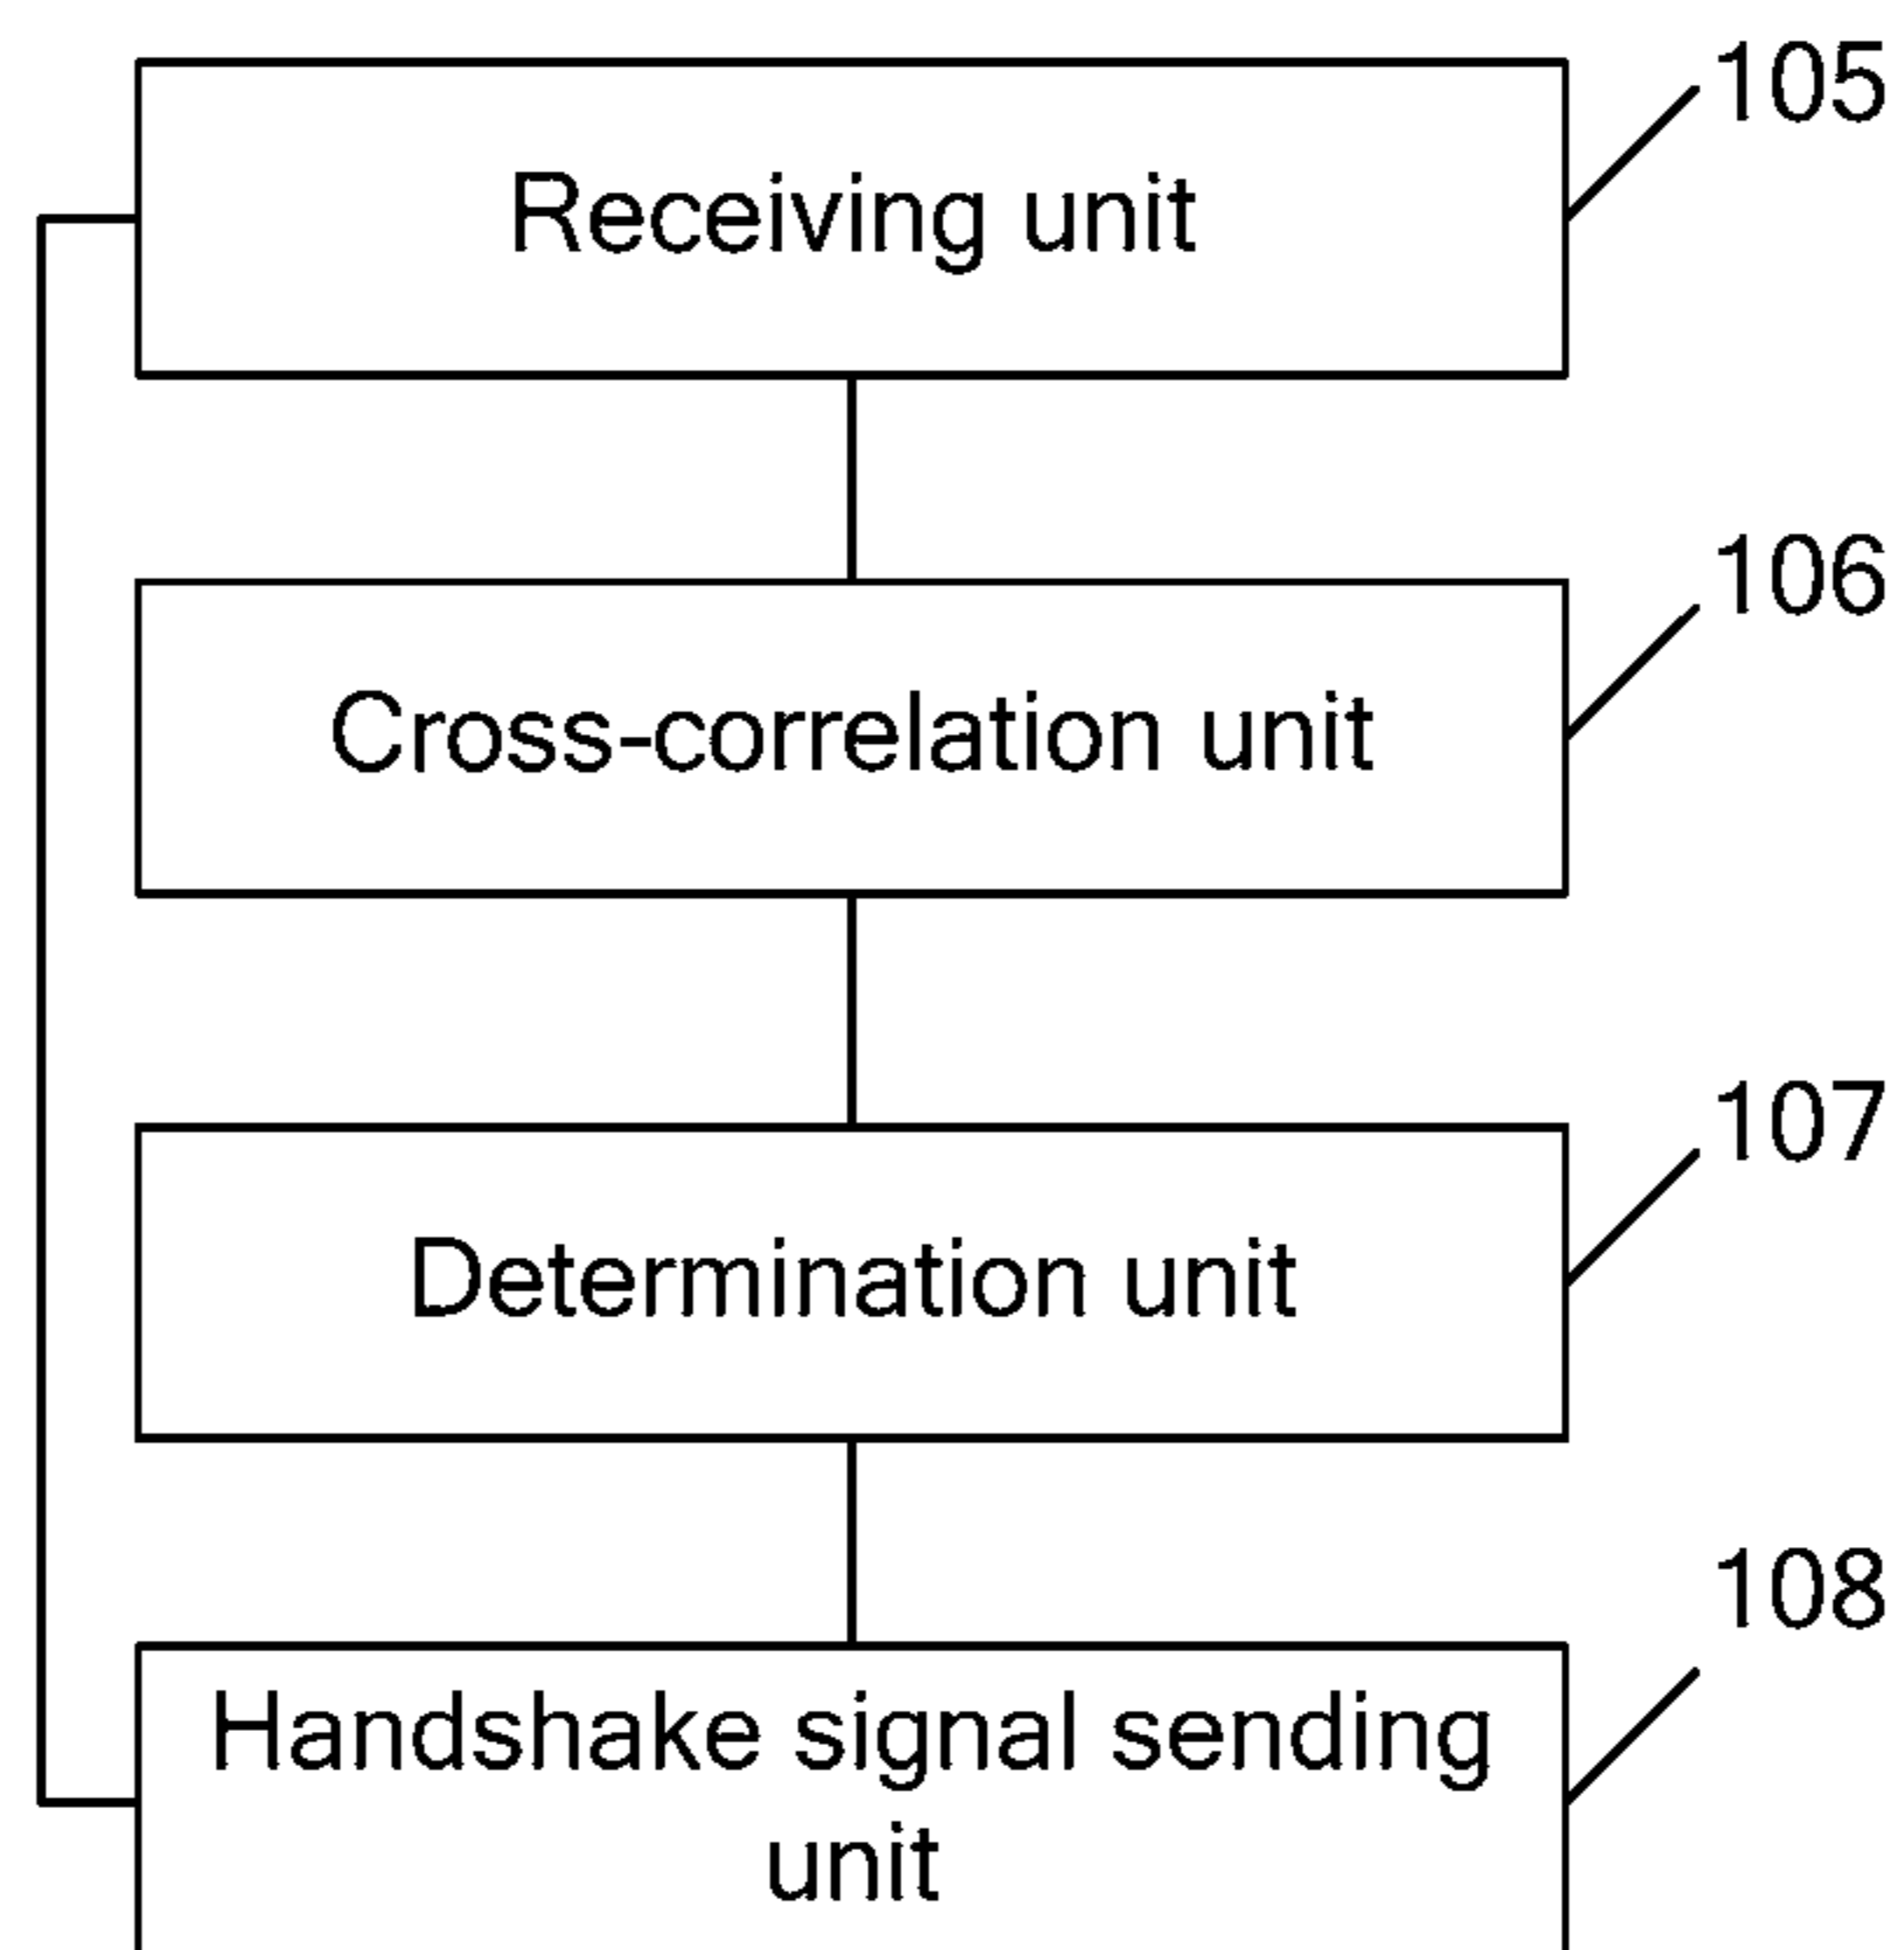 105
Receiving unit
106
Cross-correlation unit
107
Determination unit
108
Handshake signal sending
unit